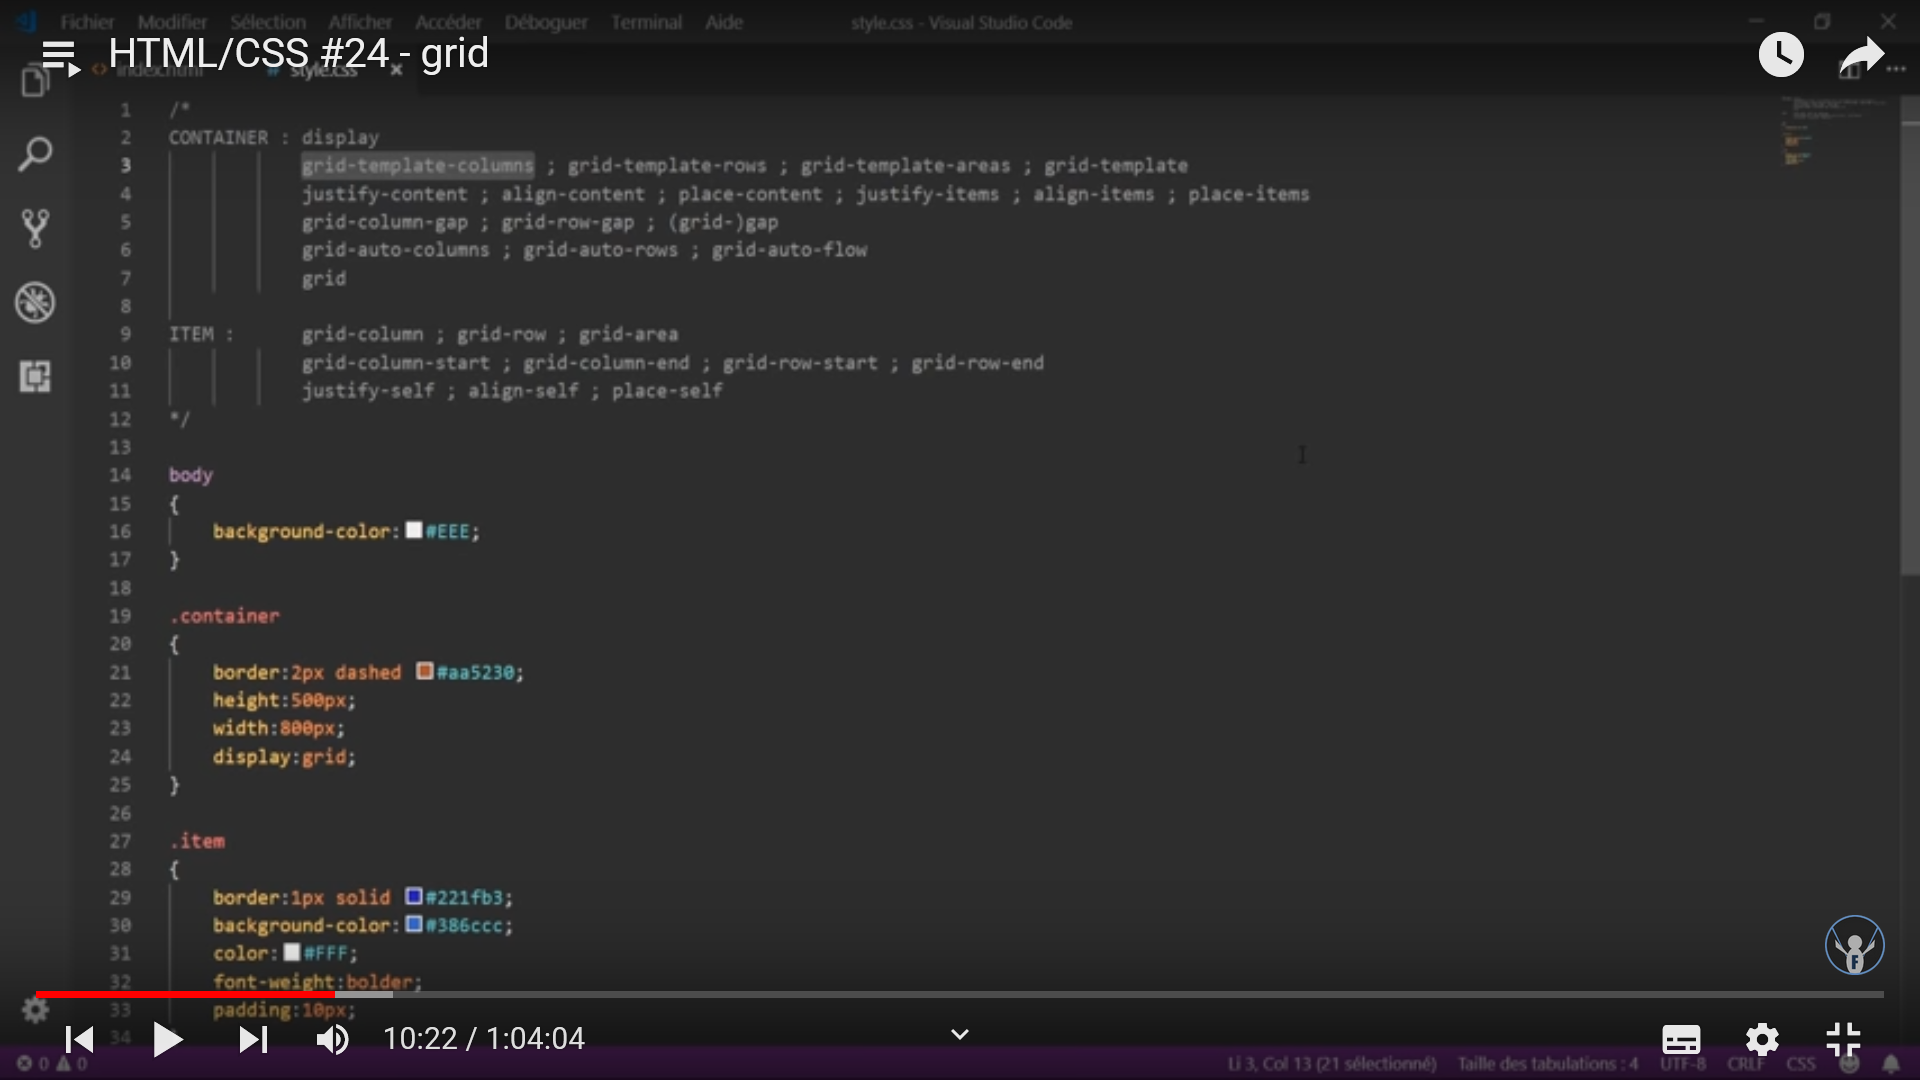 Fichier Modifier Sélection Afficher Accéder Déboguer Terminal Aide style.css - Visual Studio Code
HTML/CSS #24 - grid
index.html # style.css
1 /*
2 CONTAINER : display
3 grid-template-columns ; grid-template-rows ; grid-template-areas ; grid-template
4 justify-content ; align-content ; place-content ; justify-items ; align-items ; place-items
5 grid-column-gap ; grid-row-gap ; (grid-)gap
6 grid-auto-columns ; grid-auto-rows ; grid-auto-flow
7 grid
8
9 ITEM : grid-column ; grid-row ; grid-area
10 grid-column-start ; grid-column-end ; grid-row-start ; grid-row-end
11 justify-self ; align-self ; place-self
12 */
13
14 body
15 {
16 background-color:#EEE;
17 }
18
19 .container
20 {
21 border:2px dashed #aa5230;
22 height:500px;
23 width:800px;
24 display:grid;
25 }
26
27 .item
28 {
29 border:1px solid #221fb3;
30 background-color:#386ccc;
31 color:#FFF;
32 font-weight:bolder;
33 padding:10px;
34
10:22 / 1:04:04
0 0 Li 3, Col 13 (21 sélectionné) Taille des tabulations : 4 UTF-8 CRLF CSS
F